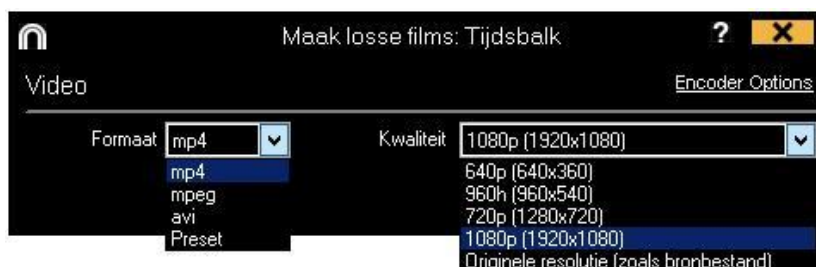 Maak losse films: Tijdsbalk ? X
Video Encoder Options
Formaat mp4 Kwaliteit 1080p (1920x1080)
mp4 640p (640x360)
mpeg 960h (960x540)
avi 720p (1280x720)
Preset 1080p (1920x1080)
Originele resolutie (zoals bronbestand)